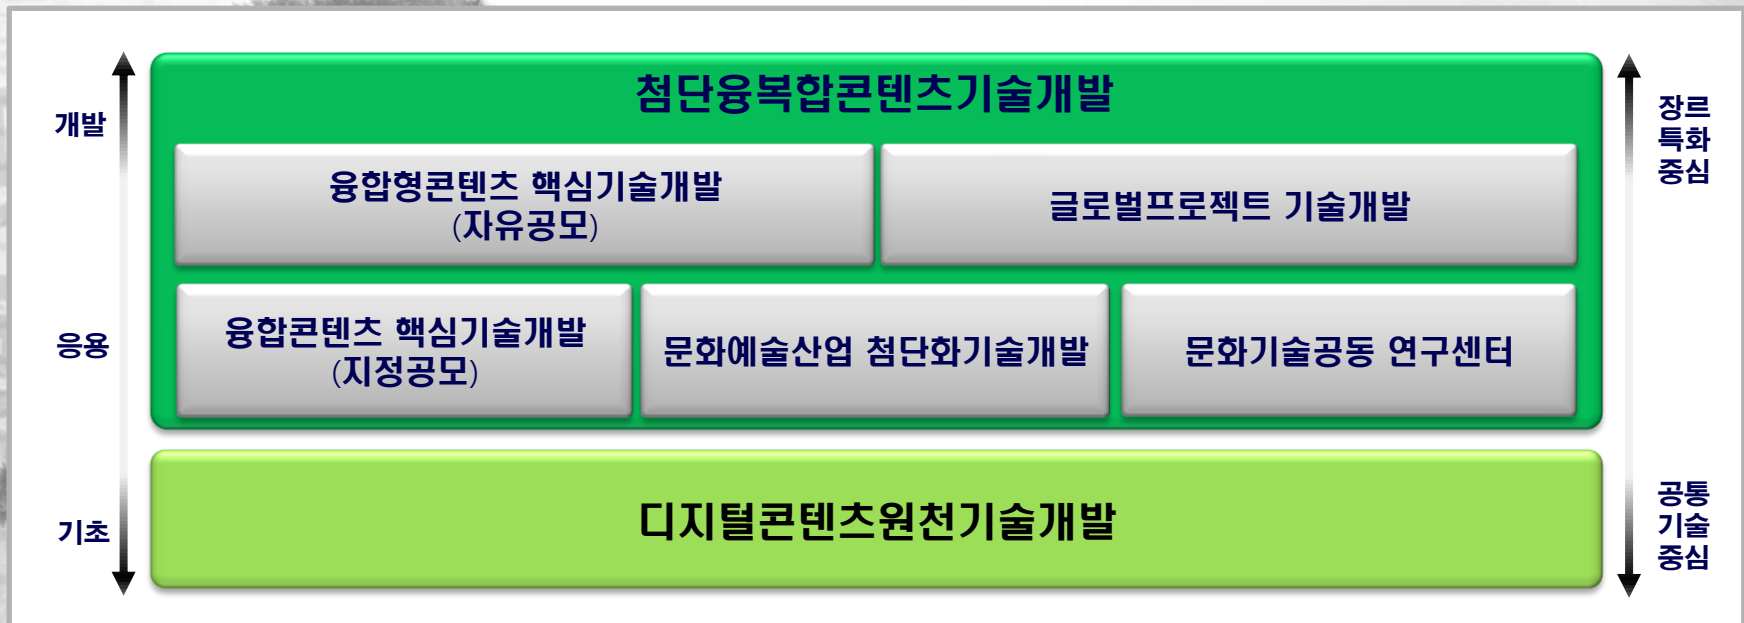 첨단융복합콘텐츠기술개발
개발
장르
특화
중심
융합형콘텐츠 핵심기술개발
(자유공모)
글로벌프로젝트 기술개발
응용
융합콘텐츠 핵심기술개발
(지정공모)
문화예술산업 첨단화기술개발
문화기술공동 연구센터
기초
디지털콘텐츠원천기술개발
공통
기술
중심